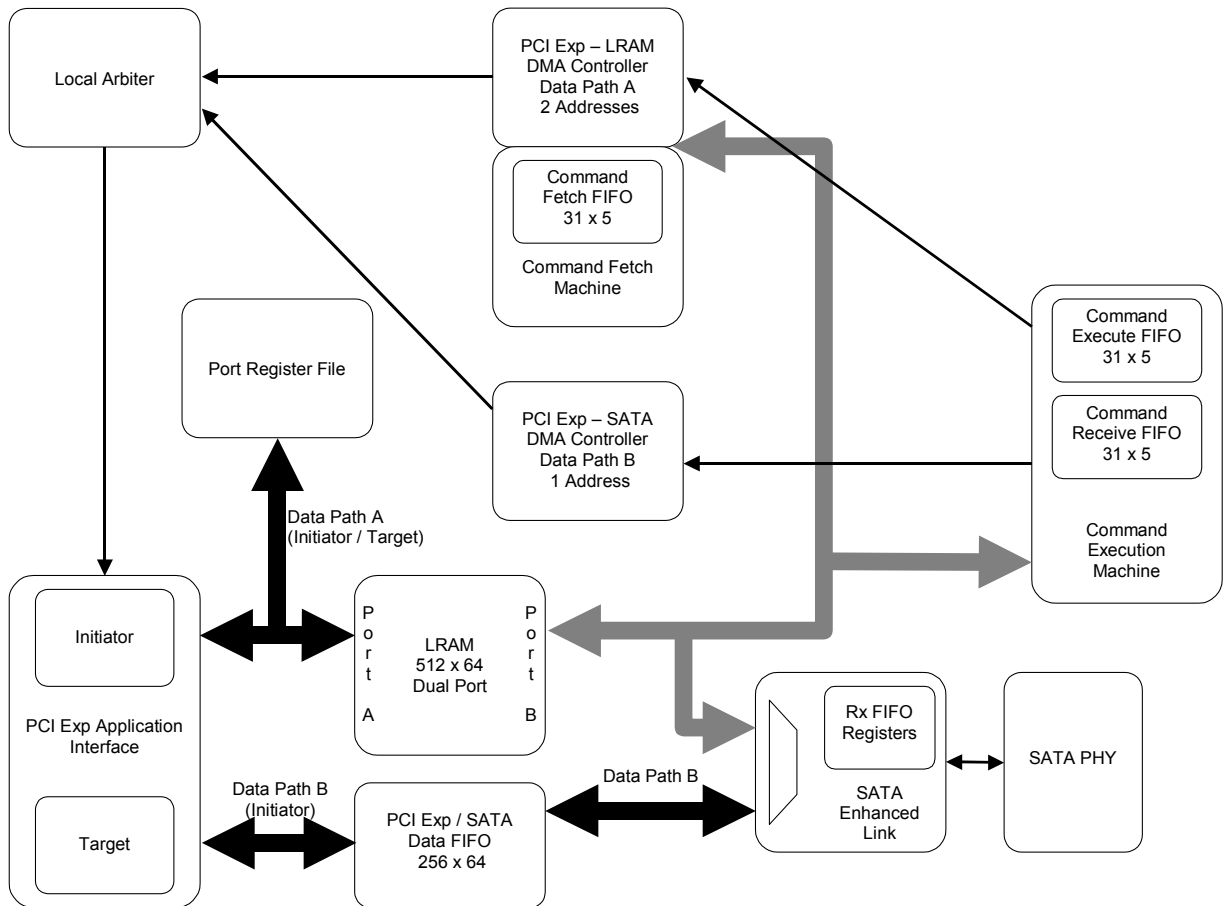 Local Arbiter
PCI Exp – LRAM
DMA Controller
Data Path A
2 Addresses
Command
Fetch FIFO
31 x 5
Command Fetch
Machine
Port Register File
PCI Exp – SATA
DMA Controller
Data Path B
1 Address
Command
Execute FIFO
31 x 5
Command
Receive FIFO
31 x 5
Command
Execution
Machine
Data Path A
(Initiator / Target)
Initiator
PCI Exp Application
Interface
Target
Port A
LRAM
512 x 64
Dual Port
Port B
Data Path B
(Initiator)
PCI Exp / SATA
Data FIFO
256 x 64
Data Path B
Rx FIFO
Registers
SATA
Enhanced
Link
SATA PHY